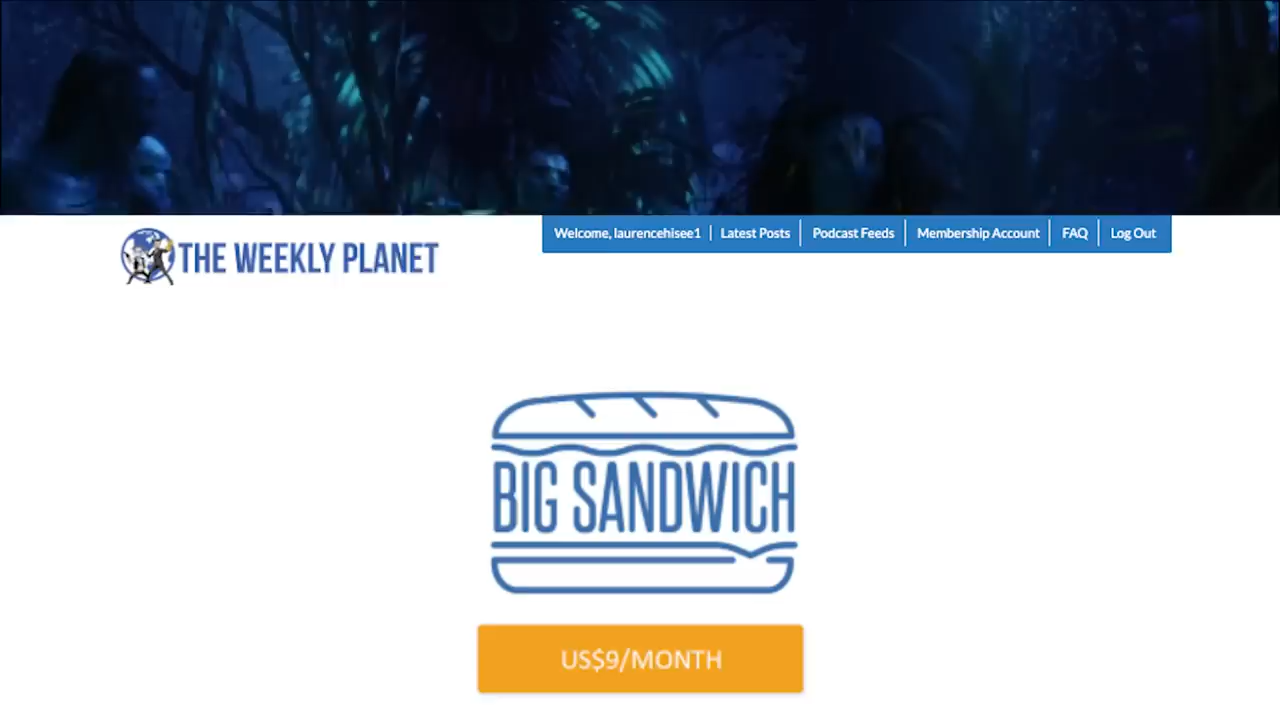 Welcome, laurencehisee1 | Latest Posts | Podcast Feeds | Membership Account | FAQ | Log Out
THE WEEKLY PLANET
BIG SANDWICH
US$9/MONTH